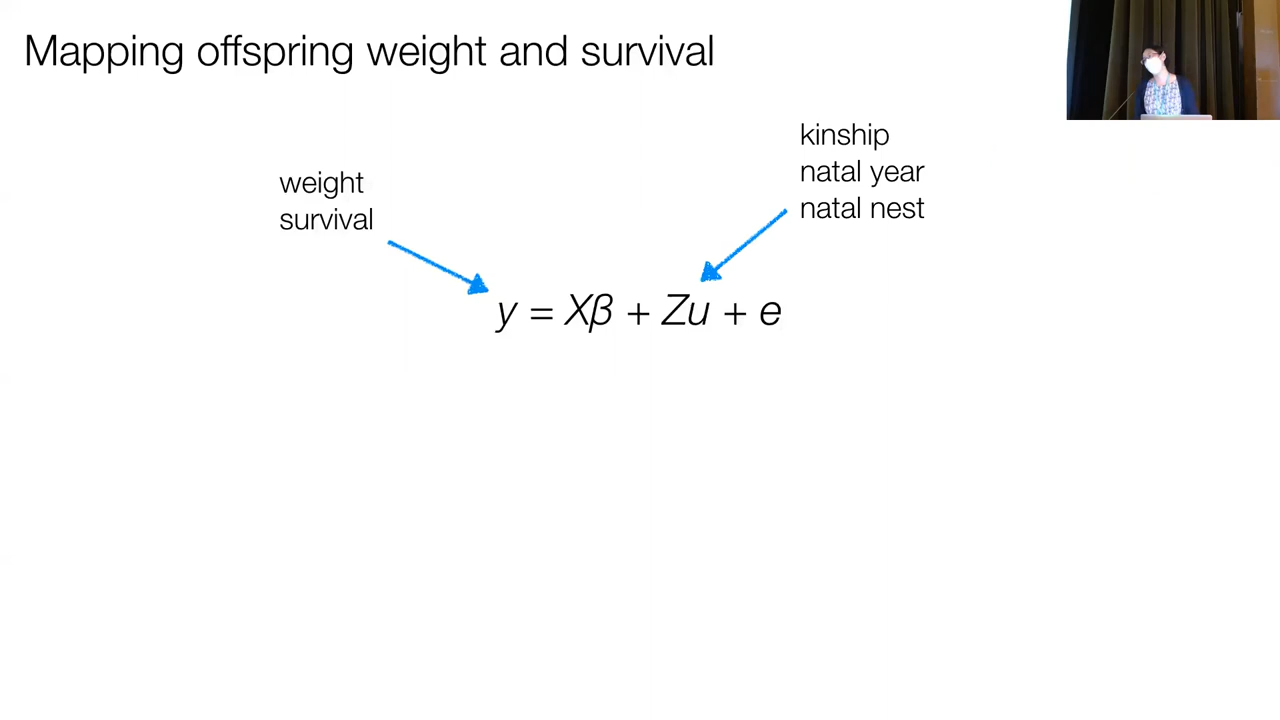 Mapping offspring weight and survival
kinship
natal year
natal nest
weight
survival
y = Xβ + Zu + e